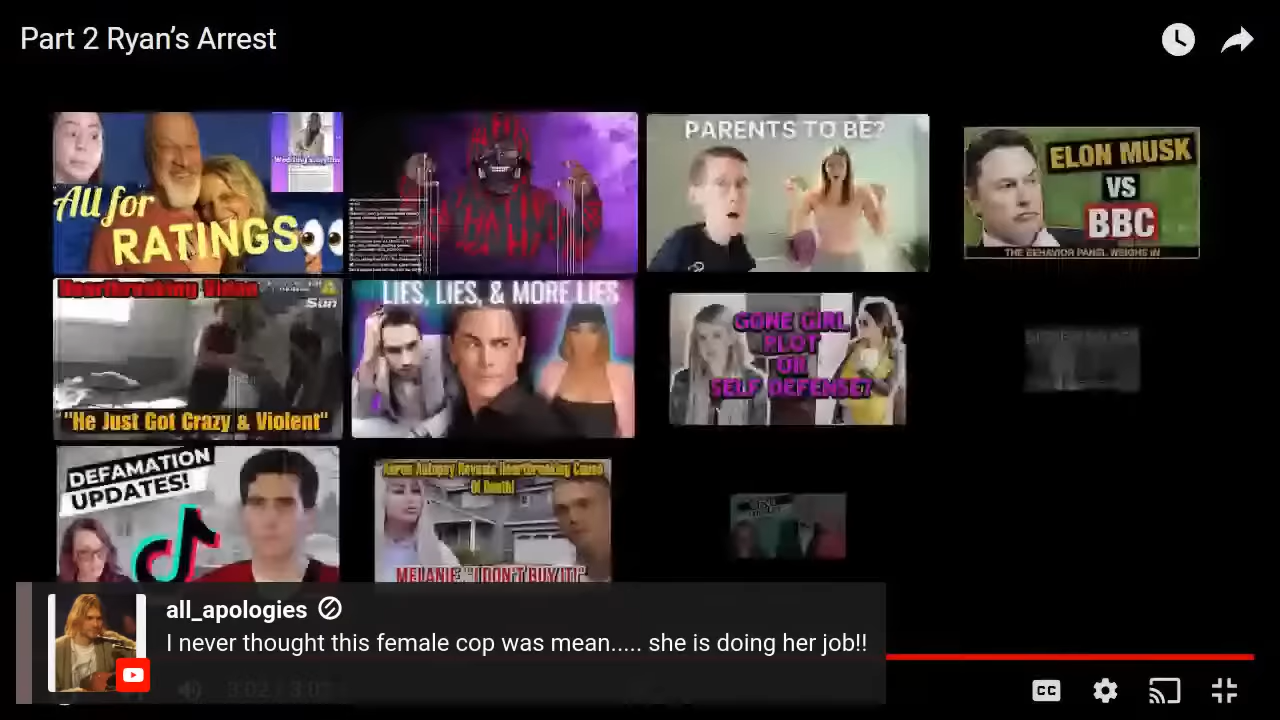 Part 2 Ryan’s Arrest
All for
RATINGS
PARENTS TO BE?
ELON MUSK
VS
BBC
THE BEHAVIOR PANEL WEIGHS IN
Heartbreaking Video
Sun
"He Just Got Crazy & Violent"
LIES, LIES, & MORE LIES
GONE GIRL
PLOT
OR
SELF DEFENSE?
DEFAMATION
UPDATES!
Autopsy Reveals Heartbreaking Cause
Of Death!
MELANIE "I DON'T BUY IT!"
all_apologies
I never thought this female cop was mean..... she is doing her job!!
CC